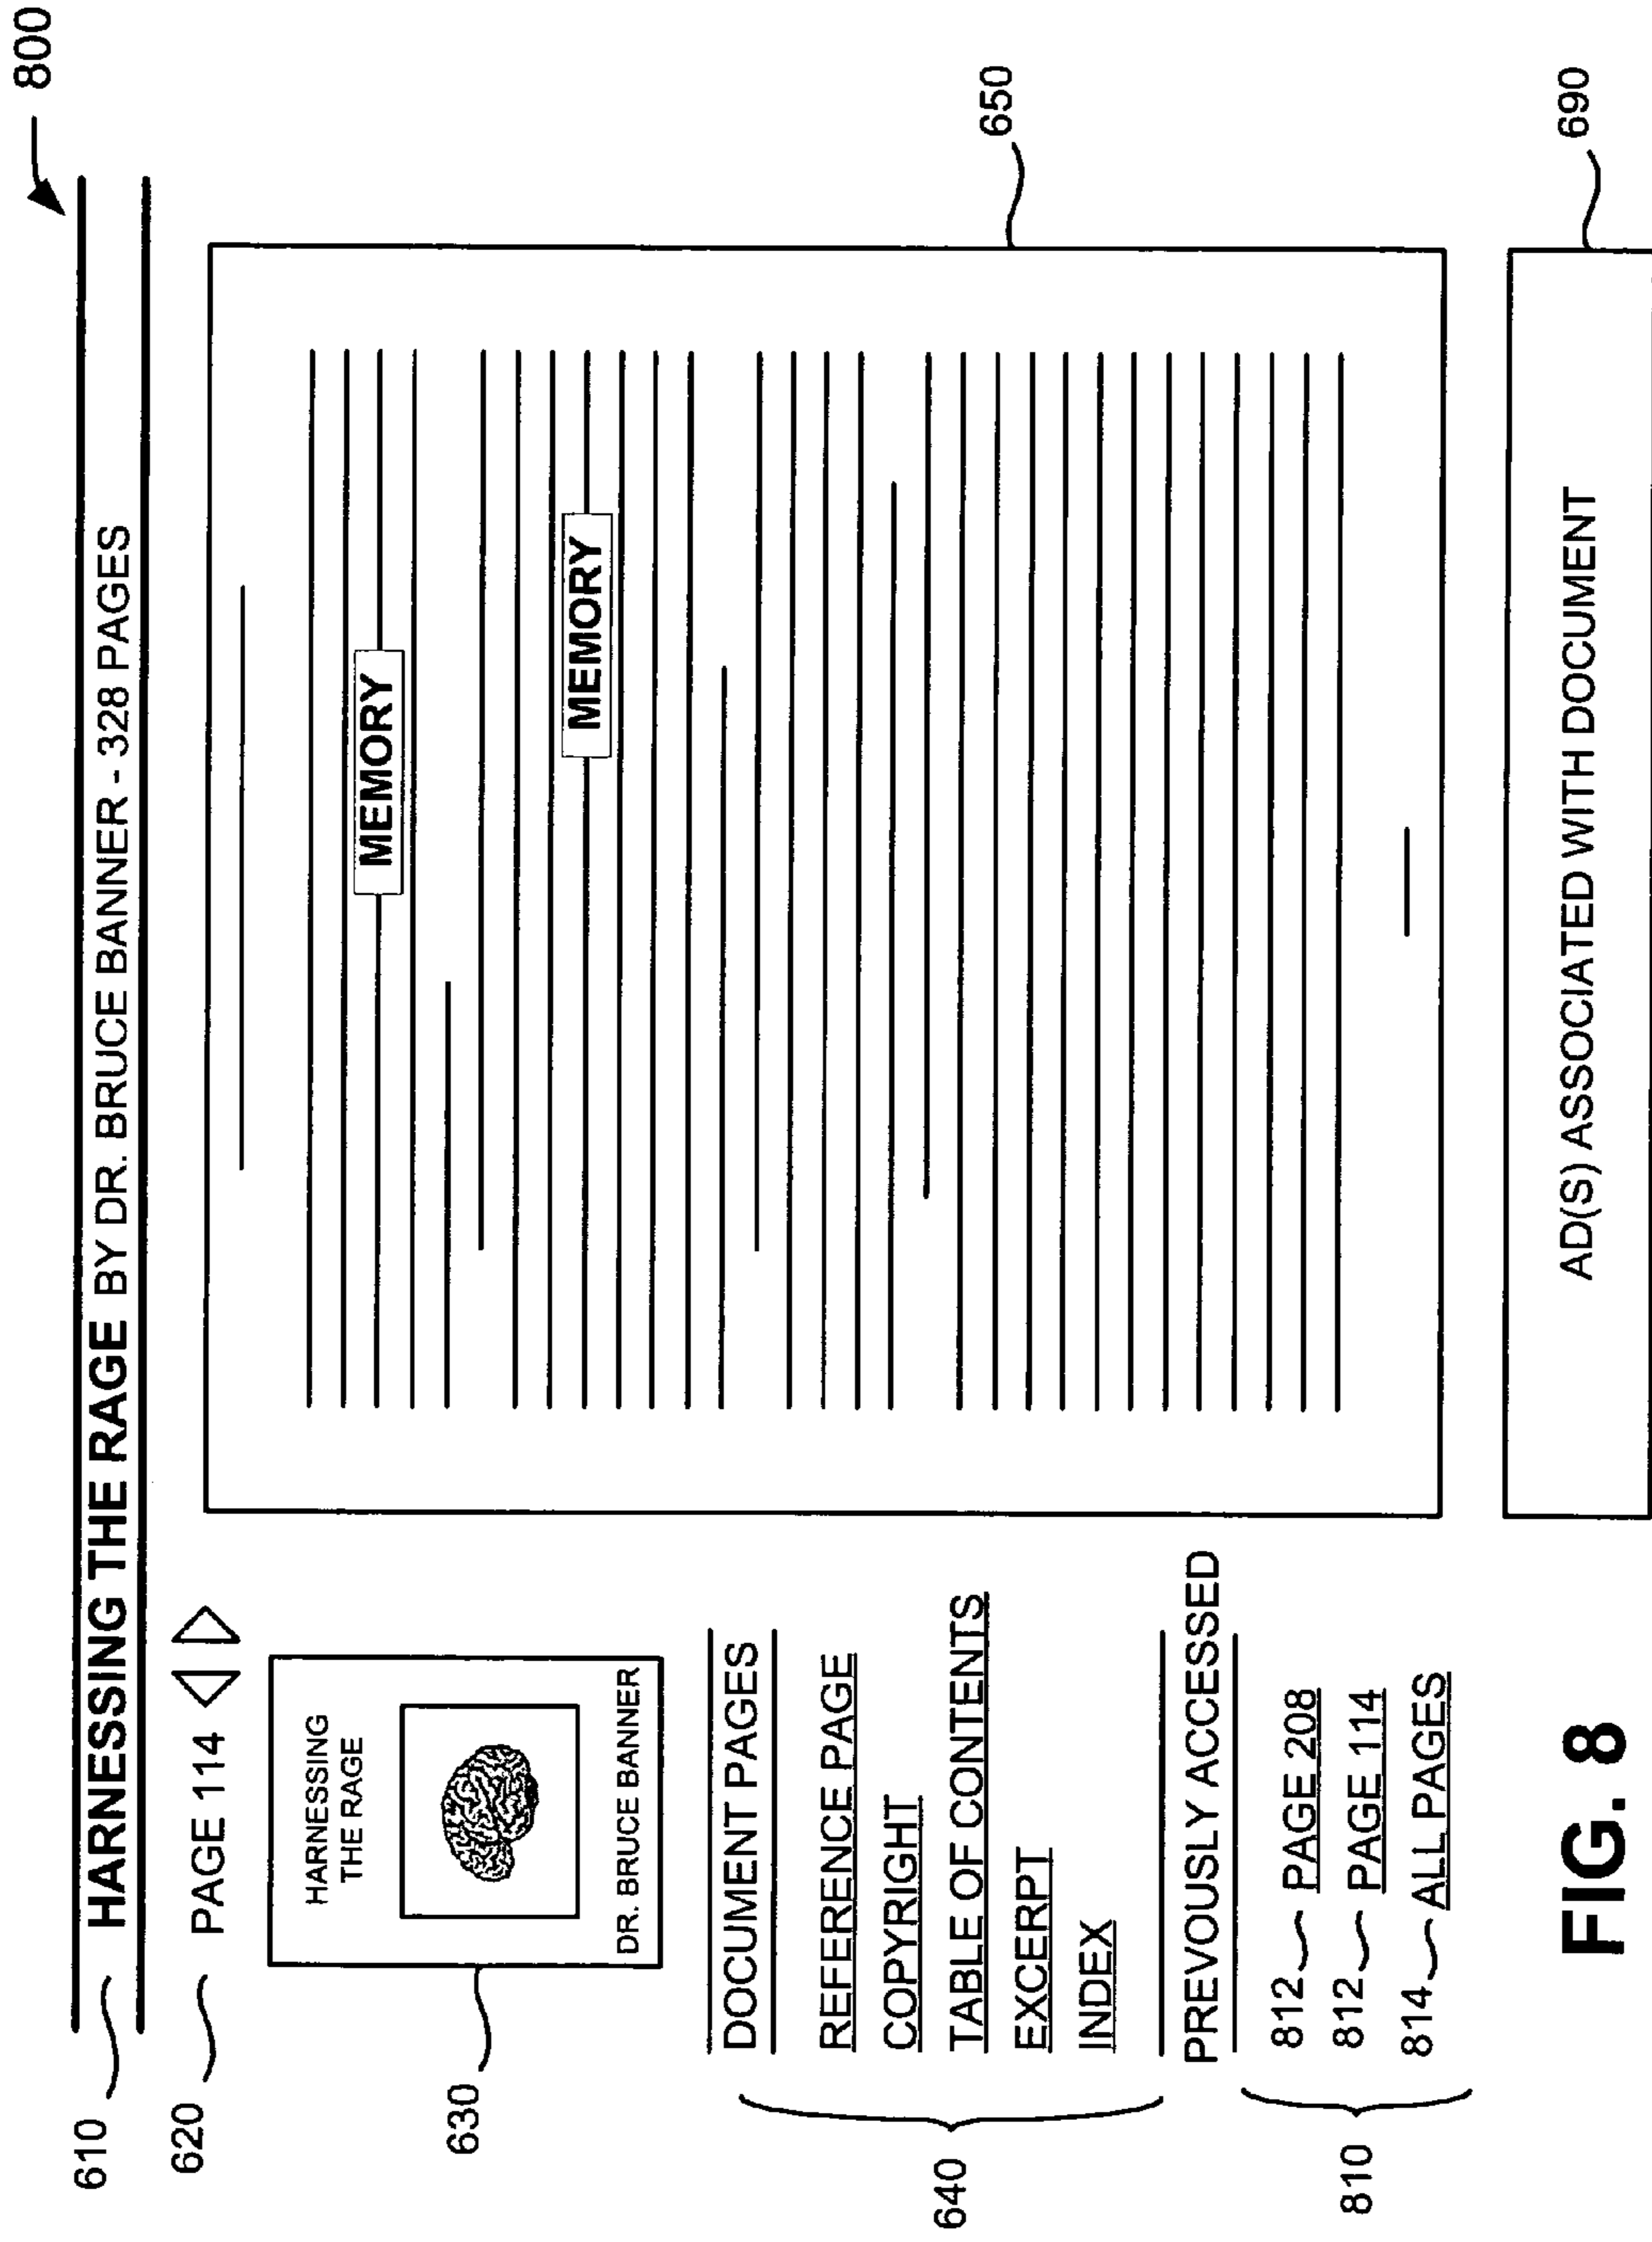 800
610 HARNESSING THE RAGE BY DR. BRUCE BANNER - 328 PAGES
620 PAGE 114
630
HARNESSING
THE RAGE
DR. BRUCE BANNER
640
DOCUMENT PAGES
REFERENCE PAGE
COPYRIGHT
TABLE OF CONTENTS
EXCERPT
INDEX
PREVOUSLY ACCESSED
810
812 PAGE 208
812 PAGE 114
814 ALL PAGES
MEMORY
MEMORY
650
AD(S) ASSOCIATED WITH DOCUMENT
690
FIG. 8